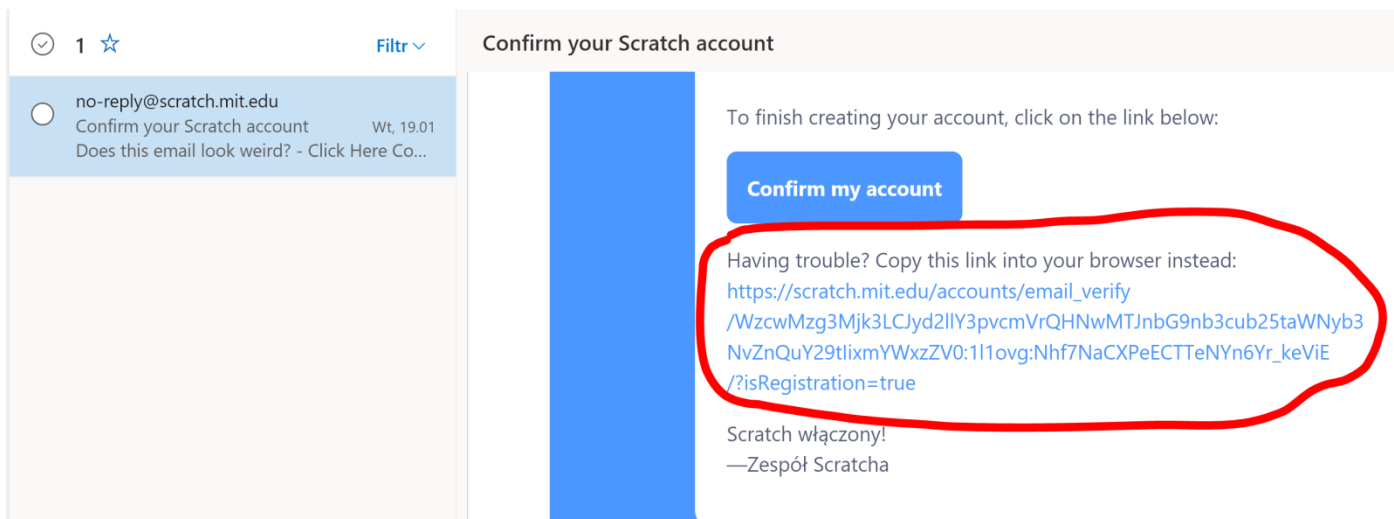 1
Filtr
no-reply@scratch.mit.edu
Confirm your Scratch account Wt, 19.01
Does this email look weird? - Click Here Co...
Confirm your Scratch account
To finish creating your account, click on the link below:
Confirm my account
Having trouble? Copy this link into your browser instead:
https://scratch.mit.edu/accounts/email_verify
/WzcwMzg3Mjk3LCJyd2llY3pvcmVrQHNwMTJnbG9nb3cub25taWNyb3
NvZnQuY29tIixmYWxzZV0:1l1ovg:Nhf7NaCXPeECTTeNYn6Yr_keViE
/?isRegistration=true
Scratch włączony!
—Zespół Scratcha